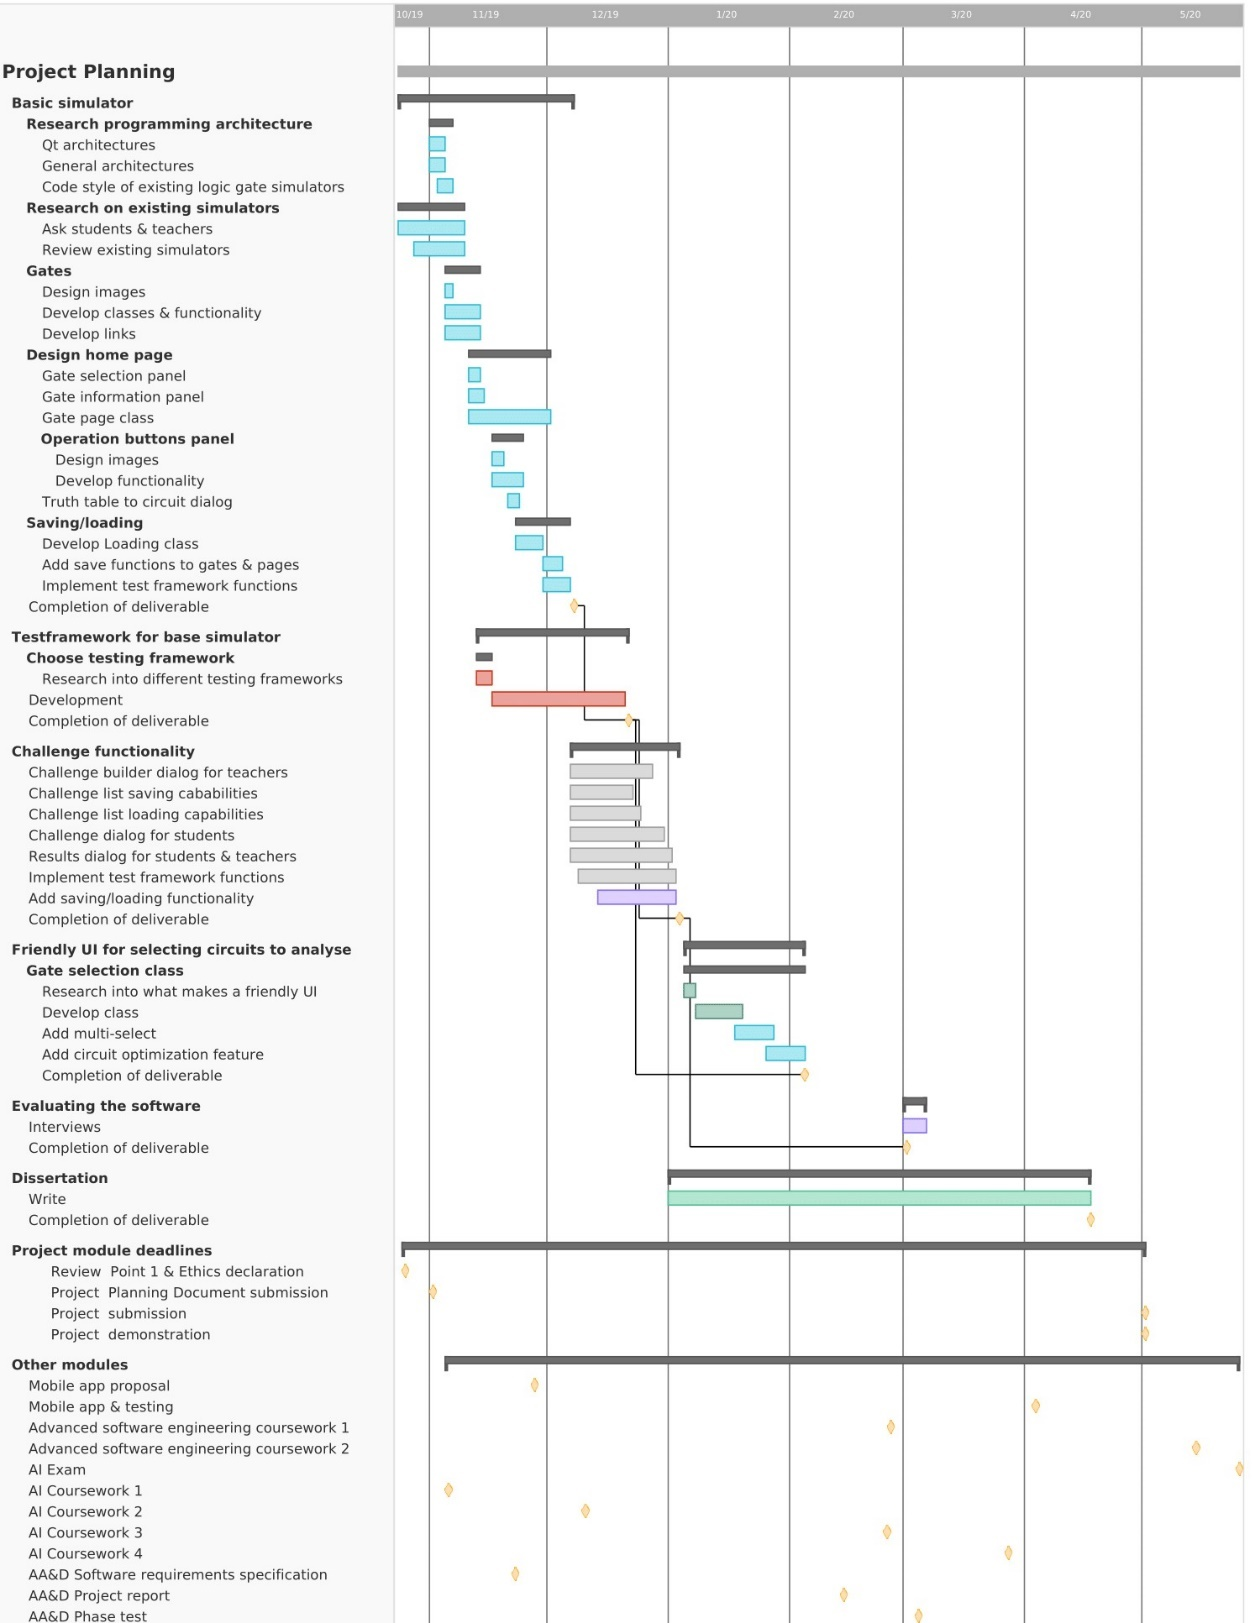 10/19 11/19 12/19 1/20 2/20 3/20 4/20 5/20
Project Planning
Basic simulator
Research programming architecture
Qt architectures
General architectures
Code style of existing logic gate simulators
Research on existing simulators
Ask students & teachers
Review existing simulators
Gates
Design images
Develop classes & functionality
Develop links
Design home page
Gate selection panel
Gate information panel
Gate page class
Operation buttons panel
Design images
Develop functionality
Truth table to circuit dialog
Saving/loading
Develop Loading class
Add save functions to gates & pages
Implement test framework functions
Completion of deliverable
Testframework for base simulator
Choose testing framework
Research into different testing frameworks
Development
Completion of deliverable
Challenge functionality
Challenge builder dialog for teachers
Challenge list saving cababilities
Challenge list loading capabilities
Challenge dialog for students
Results dialog for students & teachers
Implement test framework functions
Add saving/loading functionality
Completion of deliverable
Friendly UI for selecting circuits to analyse
Gate selection class
Research into what makes a friendly UI
Develop class
Add multi-select
Add circuit optimization feature
Completion of deliverable
Evaluating the software
Interviews
Completion of deliverable
Dissertation
Write
Completion of deliverable
Project module deadlines
Review Point 1 & Ethics declaration
Project Planning Document submission
Project submission
Project demonstration
Other modules
Mobile app proposal
Mobile app & testing
Advanced software engineering coursework 1
Advanced software engineering coursework 2
AI Exam
AI Coursework 1
AI Coursework 2
AI Coursework 3
AI Coursework 4
AA&D Software requirements specification
AA&D Project report
AA&D Phase test